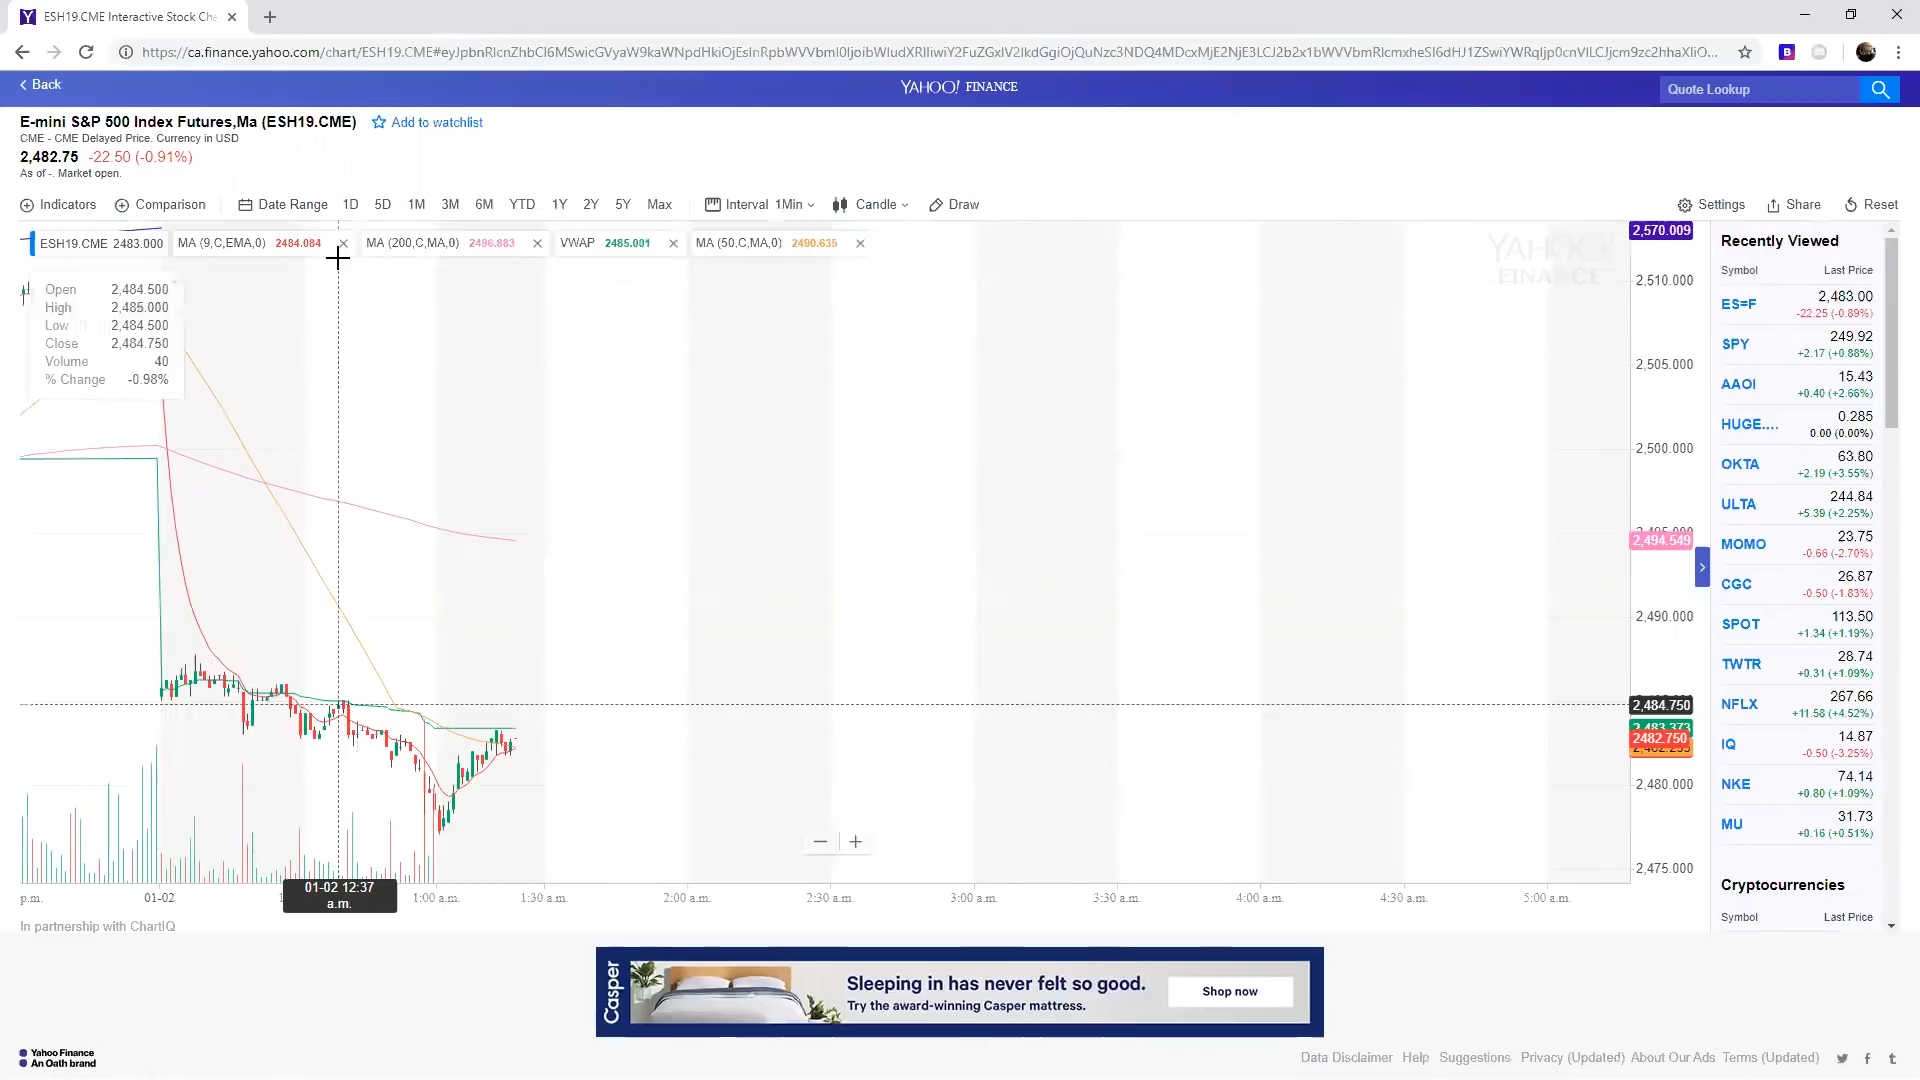 ESH19.CME Interactive Stock Cha
https://ca.finance.yahoo.com/chart/ESH19.CME#
Back
YAHOO! FINANCE
Quote Lookup
E-mini S&P 500 Index Futures,Ma (ESH19.CME)
Add to watchlist
CME - CME Delayed Price. Currency in USD
2,482.75 -22.50 (-0.91%)
As of -. Market open.
Indicators
Comparison
Date Range
1D 5D 1M 3M 6M YTD 1Y 2Y 5Y Max
Interval 1Min
Candle
Draw
Settings
Share
Reset
ESH19.CME 2483.000
MA (9,C,EMA,0) 2484.084
MA (200,C,MA,0) 2496.883
VWAP 2485.001
MA (50,C,MA,0) 2490.635
Open 2,484.500
High 2,485.000
Low 2,484.500
Close 2,484.750
Volume 40
% Change -0.98%
YAHOO!
FINANCE
2,570.009
2,510.000
2,505.000
2,500.000
2,494.549
2,490.000
2,484.750
2,483.373
2482.750
2,480.000
2,475.000
p.m.
01-02
01-02 12:37
a.m.
1:00 a.m.
1:30 a.m.
2:00 a.m.
2:30 a.m.
3:00 a.m.
3:30 a.m.
4:00 a.m.
4:30 a.m.
5:00 a.m.
In partnership with ChartIQ
Recently Viewed
Symbol Last Price
ES=F 2,483.00
-22.25 (-0.89%)
SPY 249.92
+2.17 (+0.88%)
AAOI 15.43
+0.40 (+2.66%)
HUGE.... 0.285
0.00 (0.00%)
OKTA 63.80
+2.19 (+3.55%)
ULTA 244.84
+5.39 (+2.25%)
MOMO 23.75
-0.66 (-2.70%)
CGC 26.87
-0.50 (-1.83%)
SPOT 113.50
+1.34 (+1.19%)
TWTR 28.74
+0.31 (+1.09%)
NFLX 267.66
+11.58 (+4.52%)
IQ 14.87
-0.50 (-3.25%)
NKE 74.14
+0.80 (+1.09%)
MU 31.73
+0.16 (+0.51%)
Cryptocurrencies
Symbol Last Price
Casper
Sleeping in has never felt so good.
Try the award-winning Casper mattress.
Shop now
Yahoo Finance
An Oath brand
Data Disclaimer Help Suggestions Privacy (Updated) About Our Ads Terms (Updated)